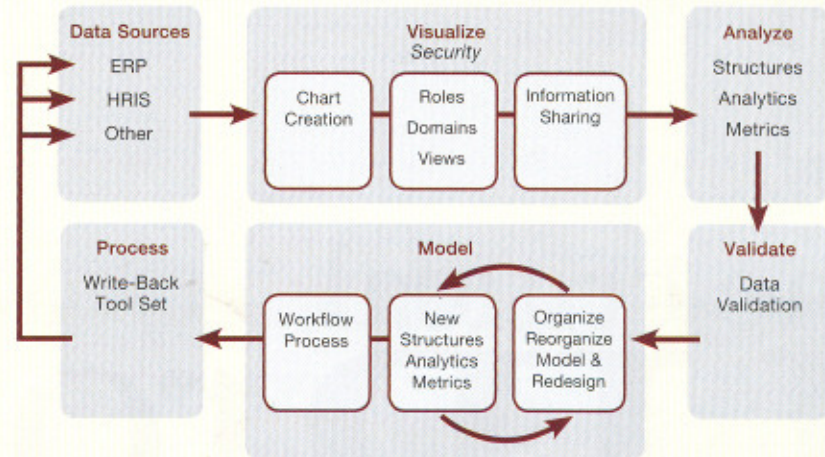 Data Sources
ERP
HRIS
Other
Visualize
Security
Chart
Creation
Roles
Domains
Views
Information
Sharing
Analyze
Structures
Analytics
Metrics
Process
Write-Back
Tool Set
Model
Workflow
Process
New
Structures
Analytics
Metrics
Organize
Reorganize
Model &
Redesign
Validate
Data
Validation